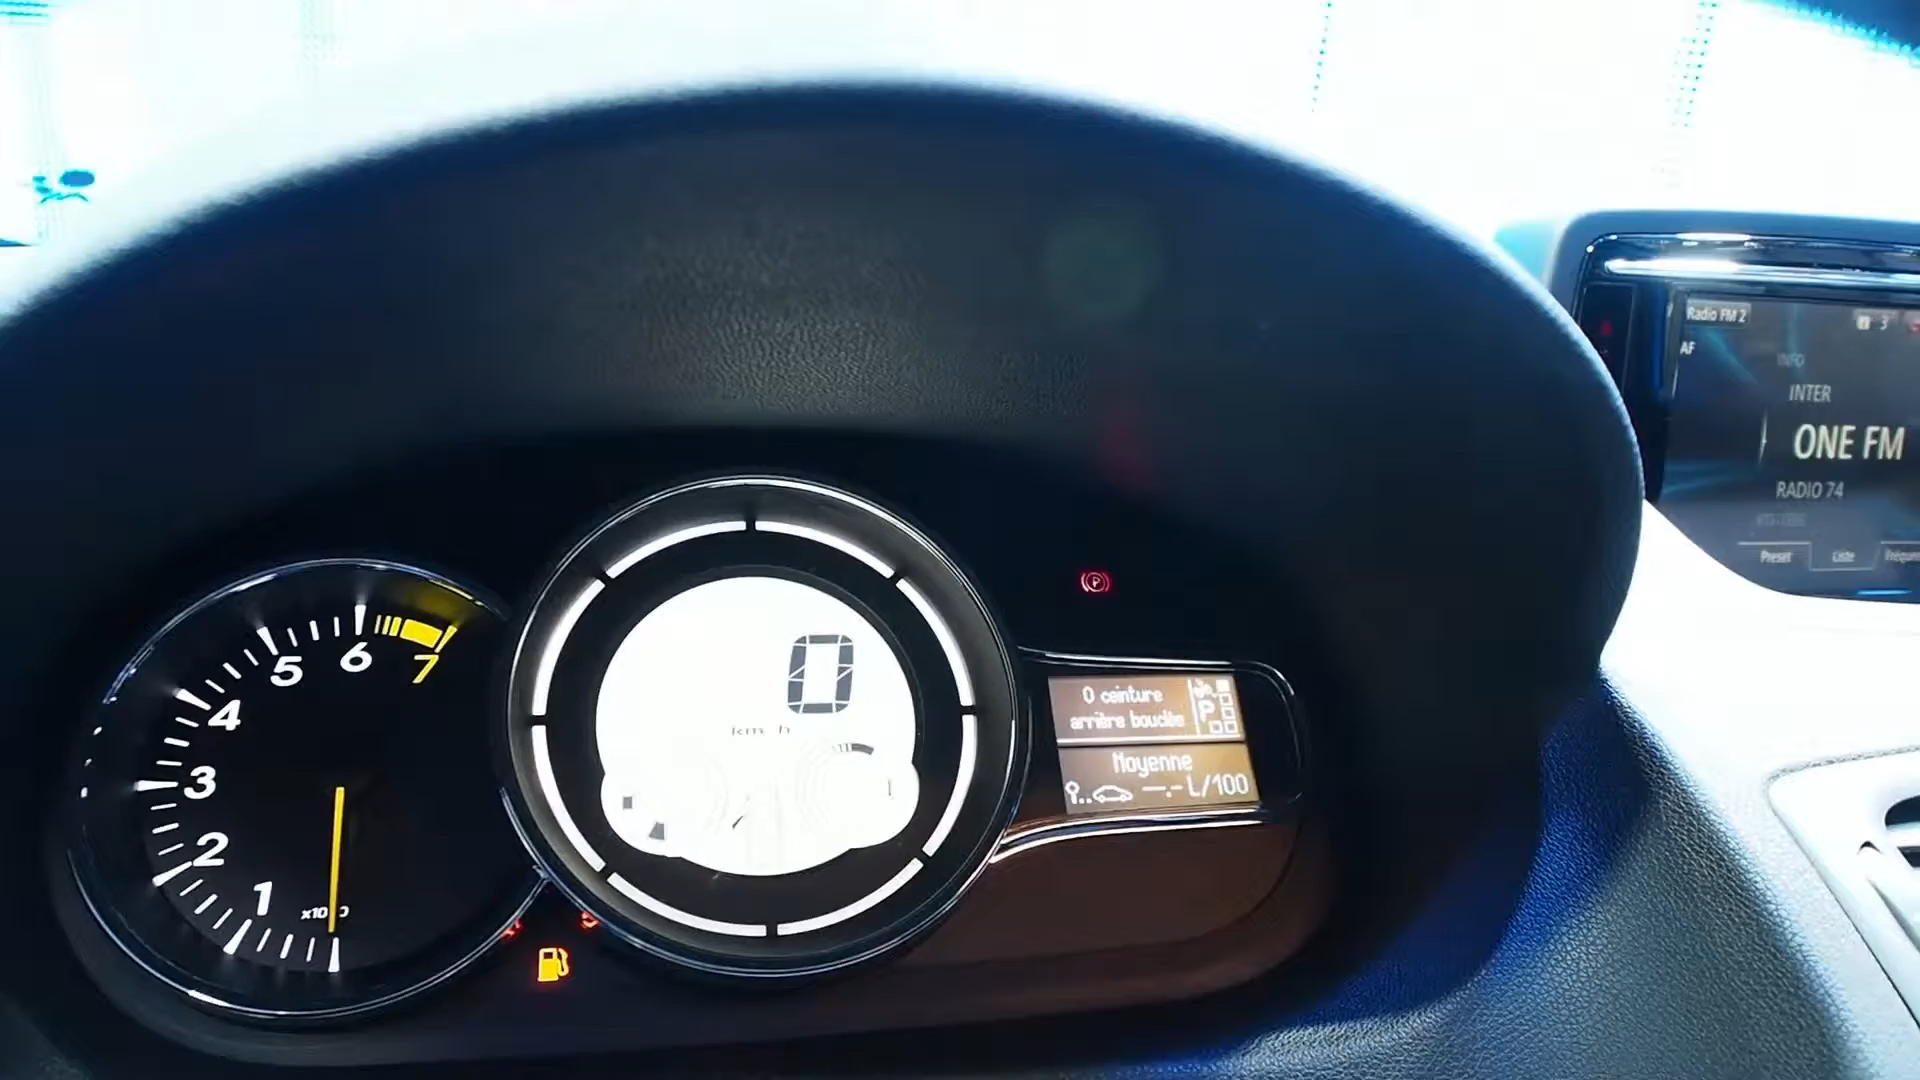 Radio FM 2
3
AF
INFO
INTER
ONE FM
RADIO 74
Preset
Liste
1
2
3
4
5
6
7
0
km/h
0 ceinture
arrière bouclée
P
Moyenne
—.- L/100